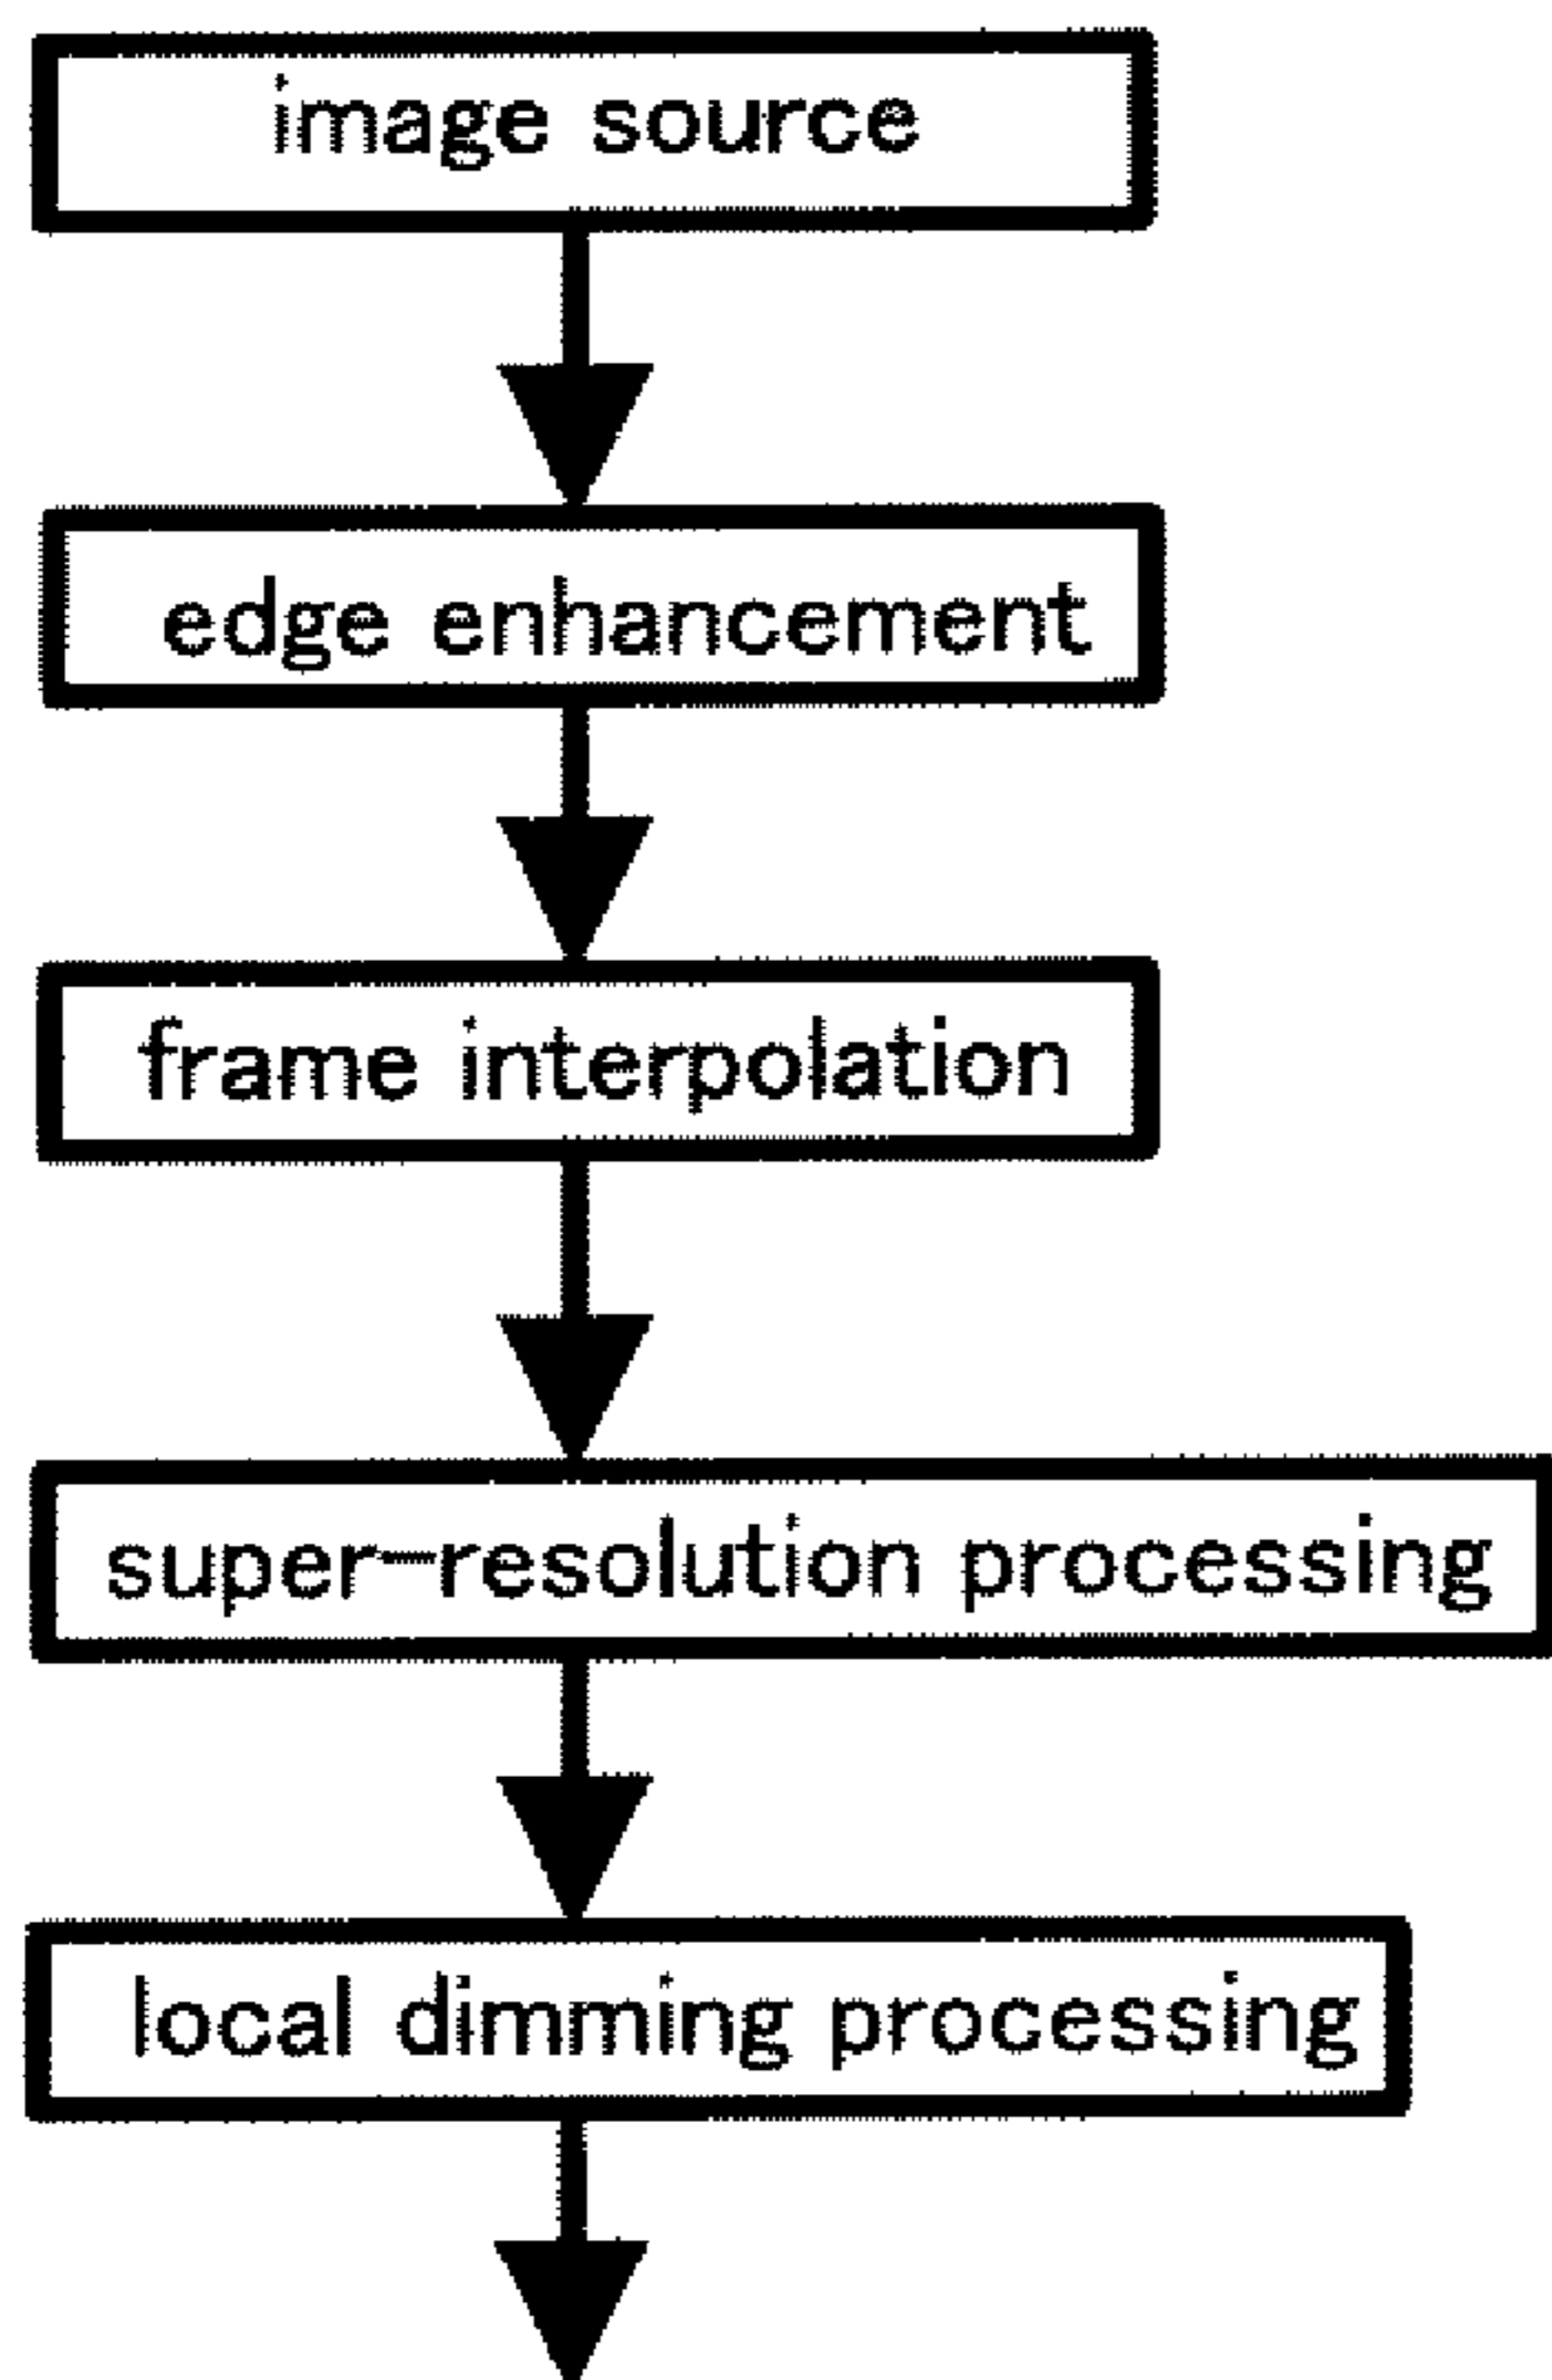 image source
edge enhancement
frame interpolation
super-resolution processing
local dimming processing